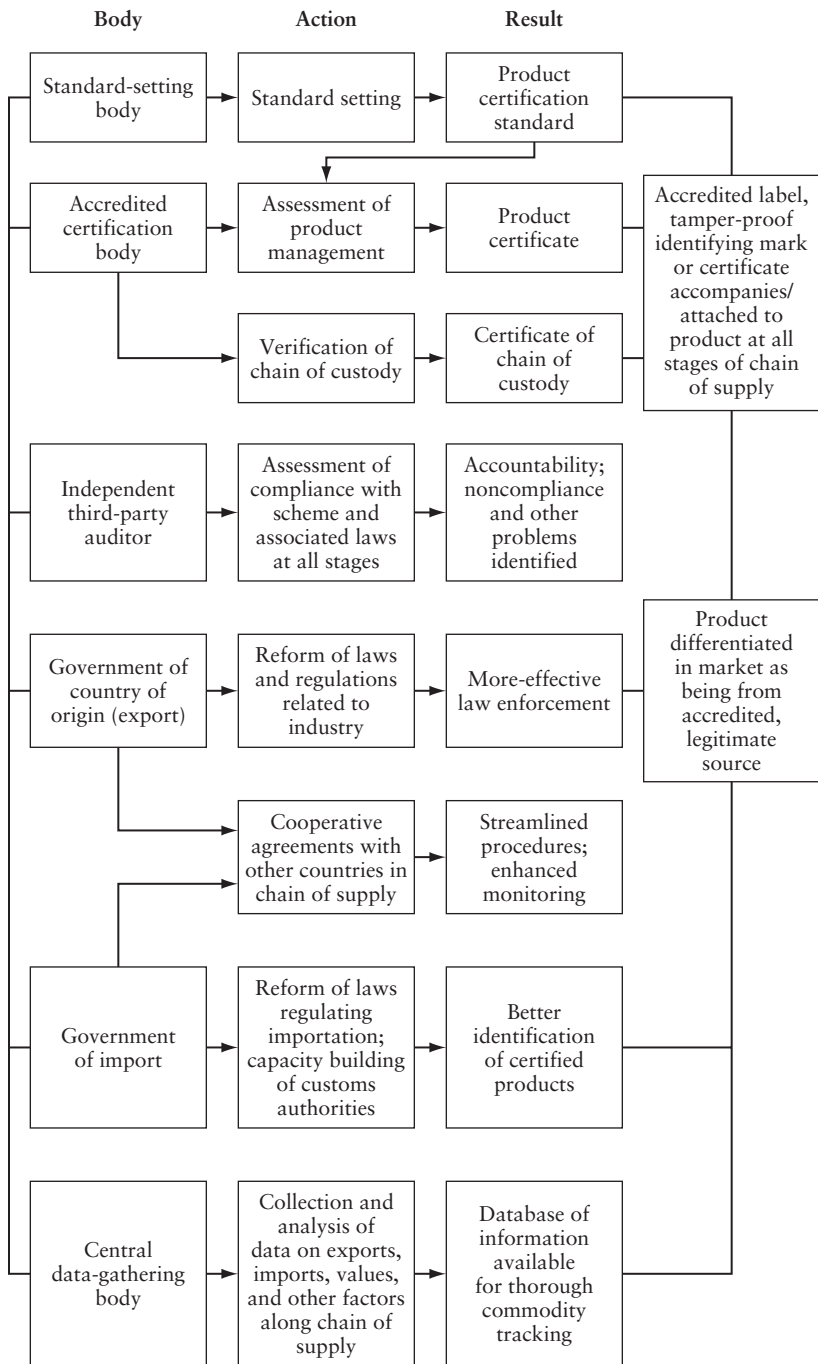 Body
Action
Result
Standard-setting
body
Standard setting
Product
certification
standard
Accredited
certification
body
Assessment of
product
management
Product
certificate
Accredited label,
tamper-proof
identifying mark
or certificate
accompanies/
attached to
product at all
stages of chain
of supply
Verification of
chain of custody
Certificate of
chain of
custody
Independent
third-party
auditor
Assessment of
compliance with
scheme and
associated laws
at all stages
Accountability;
noncompliance
and other
problems
identified
Government of
country of
origin (export)
Reform of laws
and regulations
related to
industry
More-effective
law enforcement
Product
differentiated
in market as
being from
accredited,
legitimate
source
Cooperative
agreements with
other countries in
chain of supply
Streamlined
procedures;
enhanced
monitoring
Government
of import
Reform of laws
regulating
importation;
capacity building
of customs
authorities
Better
identification
of certified
products
Central
data-gathering
body
Collection and
analysis of
data on exports,
imports, values,
and other factors
along chain of
supply
Database of
information
available
for thorough
commodity
tracking